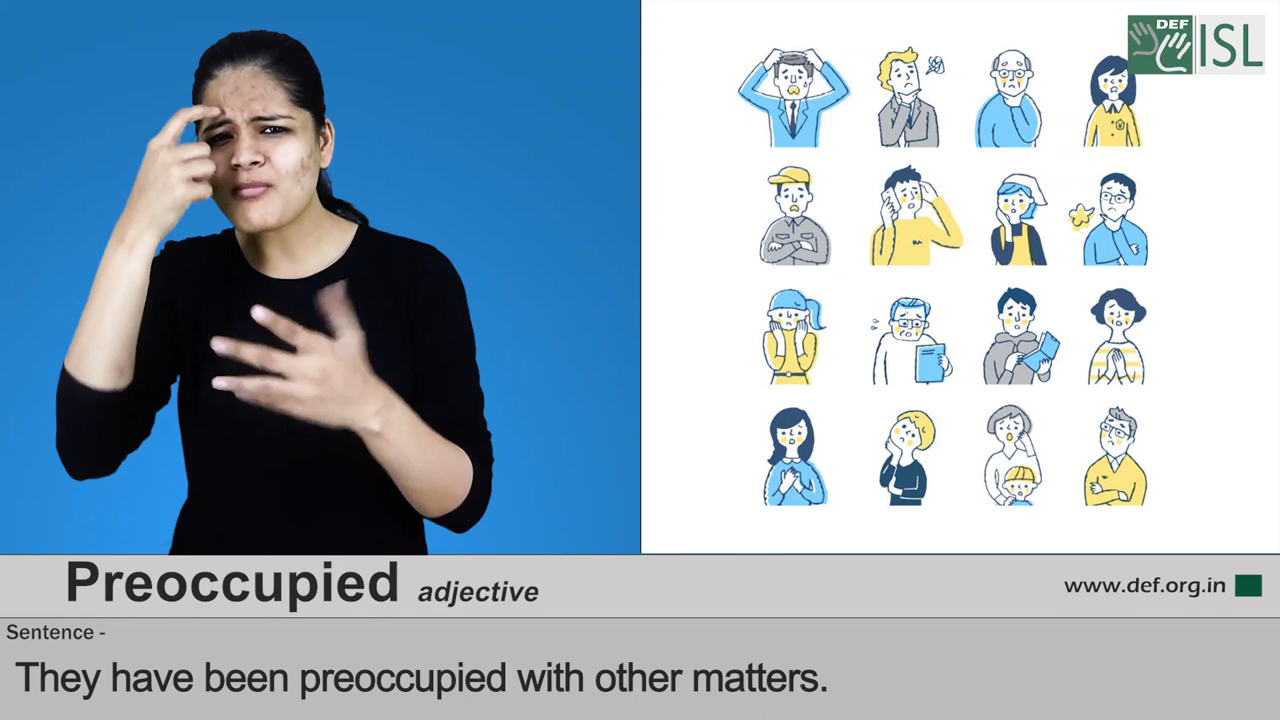 DEF
ISL
Preoccupied adjective
www.def.org.in
Sentence -
They have been preoccupied with other matters.